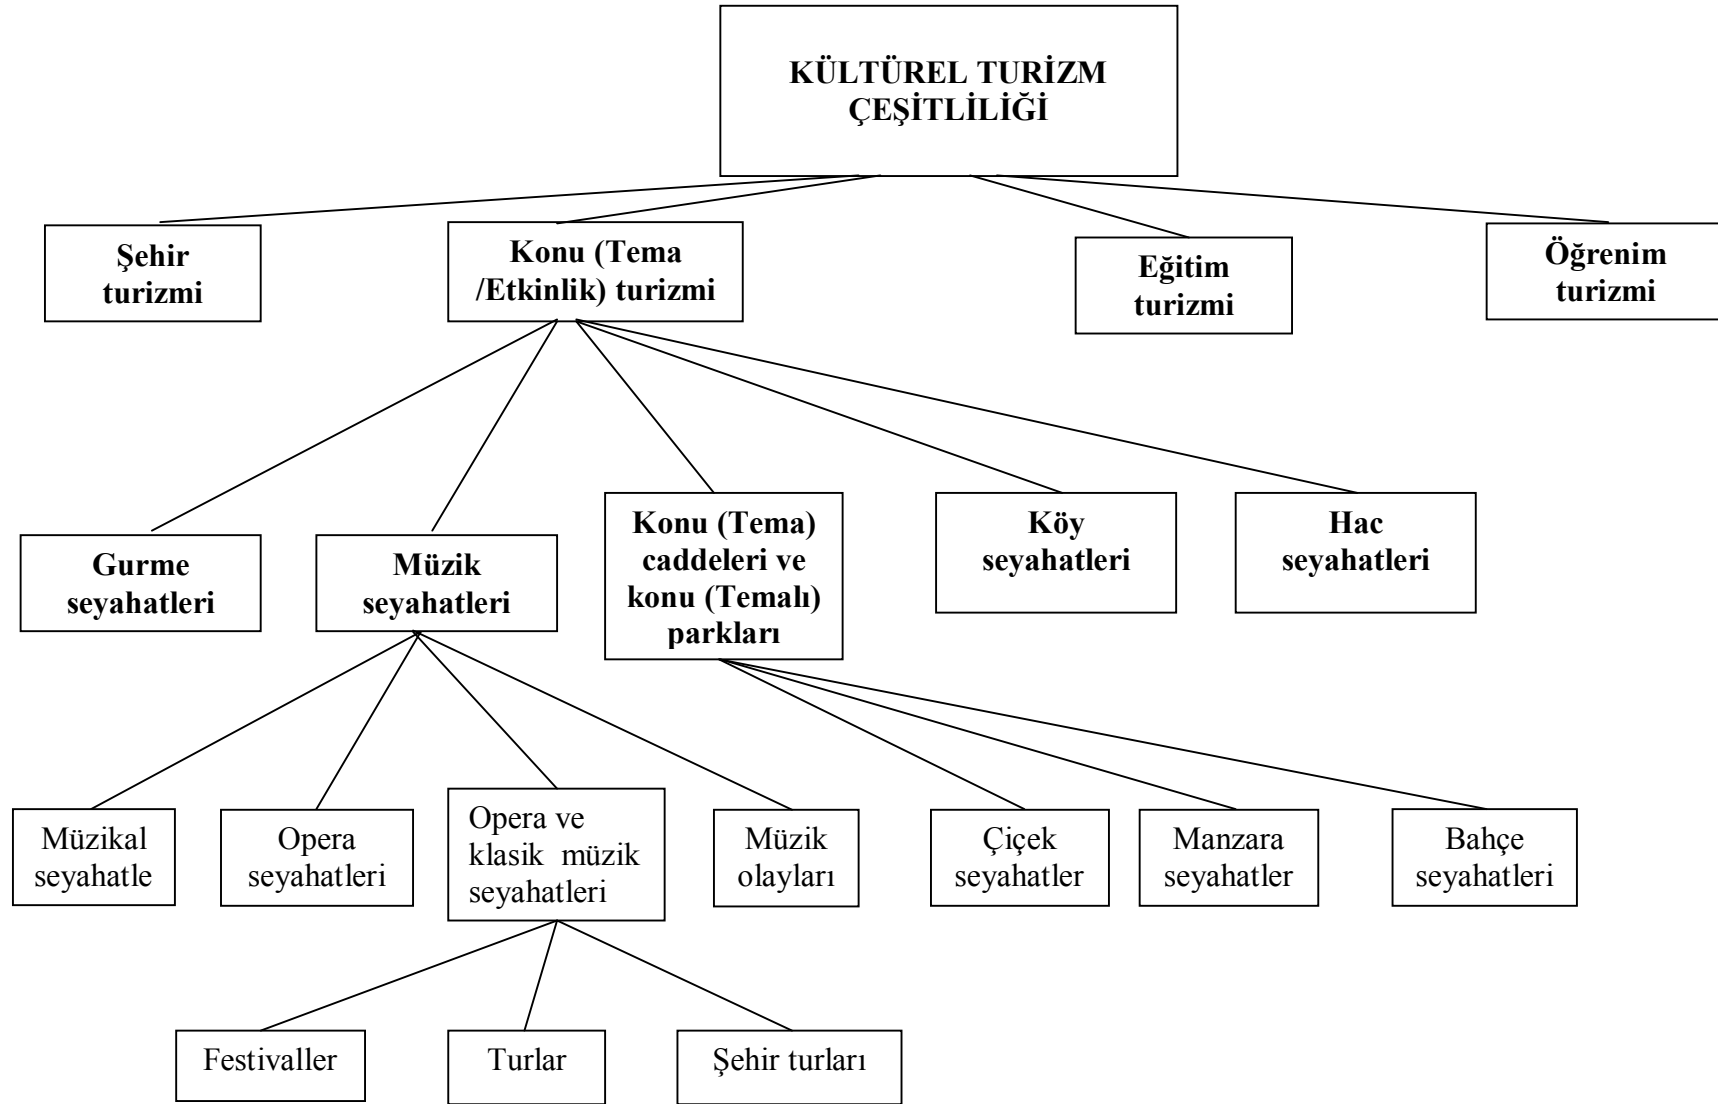 KÜLTÜREL TURİZM
ÇEŞİTLİLİĞİ
Şehir
turizmi
Konu (Tema
/Etkinlik) turizmi
Eğitim
turizmi
Öğrenim
turizmi
Gurme
seyahatleri
Müzik
seyahatleri
Konu (Tema)
caddeleri ve
konu (Temalı)
parkları
Köy
seyahatleri
Hac
seyahatleri
Müzikal
seyahatle
Opera
seyahatleri
Opera ve
klasik müzik
seyahatleri
Müzik
olayları
Çiçek
seyahatler
Manzara
seyahatler
Bahçe
seyahatleri
Festivaller
Turlar
Şehir turları